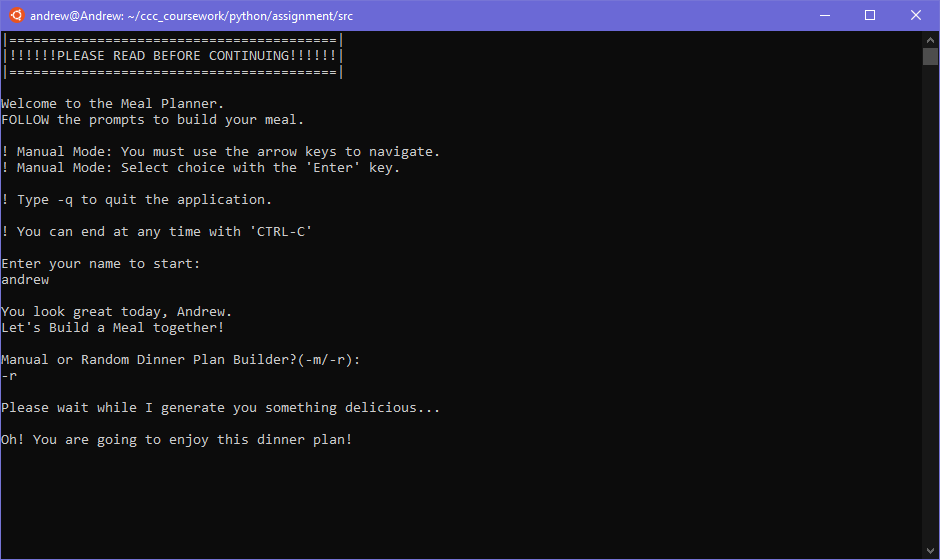 andrew@Andrew: ~/ccc_coursework/python/assignment/src
|=========================================|
|!!!!!!PLEASE READ BEFORE CONTINUING!!!!!!|
|=========================================|
Welcome to the Meal Planner.
FOLLOW the prompts to build your meal.
! Manual Mode: You must use the arrow keys to navigate.
! Manual Mode: Select choice with the 'Enter' key.
! Type -q to quit the application.
! You can end at any time with 'CTRL-C'
Enter your name to start:
andrew
You look great today, Andrew.
Let's Build a Meal together!
Manual or Random Dinner Plan Builder?(-m/-r):
-r
Please wait while I generate you something delicious...
Oh! You are going to enjoy this dinner plan!